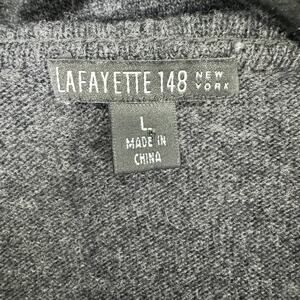 LAFAYETTE 148 NEW YORK
L
MADE IN
CHINA